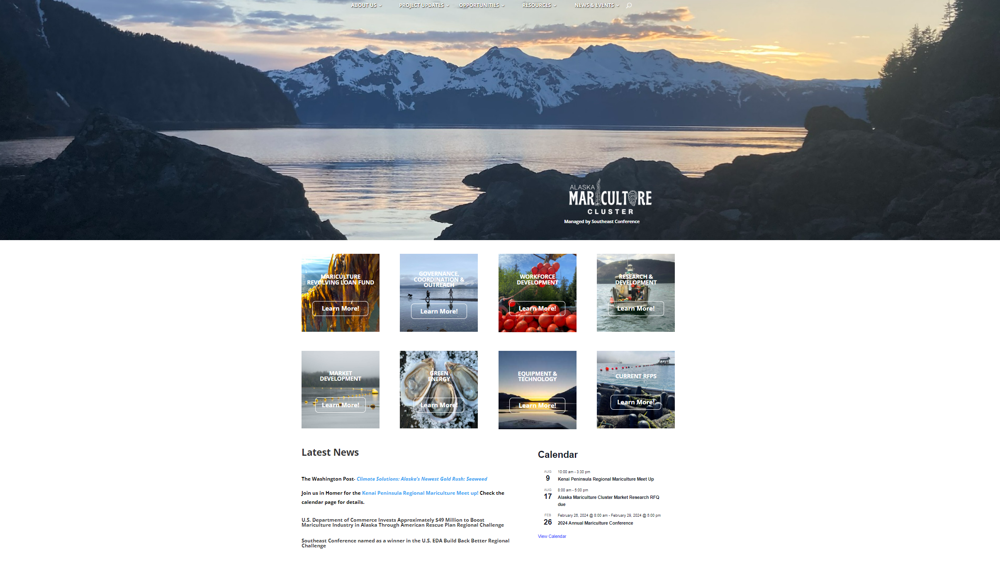 ABOUT US
PROJECT UPDATES
OPPORTUNITIES
RESOURCES
NEWS & EVENTS
ALASKA
MARICULTURE
CLUSTER
Managed by Southeast Conference
MARICULTURE
REVOLVING LOAN FUND
Learn More!
GOVERNANCE,
COORDINATION &
OUTREACH
Learn More!
WORKFORCE
DEVELOPMENT
Learn More!
RESEARCH &
DEVELOPMENT
Learn More!
MARKET
DEVELOPMENT
Learn More!
GREEN
ENERGY
Learn More!
EQUIPMENT &
TECHNOLOGY
Learn More!
CURRENT RFPS
Learn More!
Latest News
The Washington Post- Climate Solutions: Alaska's Newest Gold Rush: Seaweed
Join us in Homer for the Kenai Peninsula Regional Mariculture Meet up! Check the
calendar page for details.
U.S. Department of Commerce Invests Approximately $49 Million to Boost
Mariculture Industry in Alaska Through American Rescue Plan Regional Challenge
Southeast Conference named as a winner in the U.S. EDA Build Back Better Regional
Challenge
Calendar
AUG
9
10:00 am - 3:30 pm
Kenai Peninsula Regional Mariculture Meet Up
AUG
17
8:00 am - 5:00 pm
Alaska Mariculture Cluster Market Research RFQ
due
FEB
26
February 26, 2024 @ 8:00 am - February 29, 2024 @ 5:00 pm
2024 Annual Mariculture Conference
View Calendar